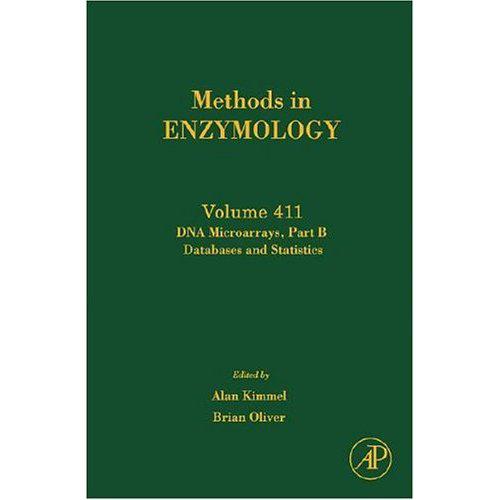 Methods in
ENZYMOLOGY
Volume 411
DNA Microarrays, Part B
Databases and Statistics
Edited by
Alan Kimmel
Brian Oliver
AP